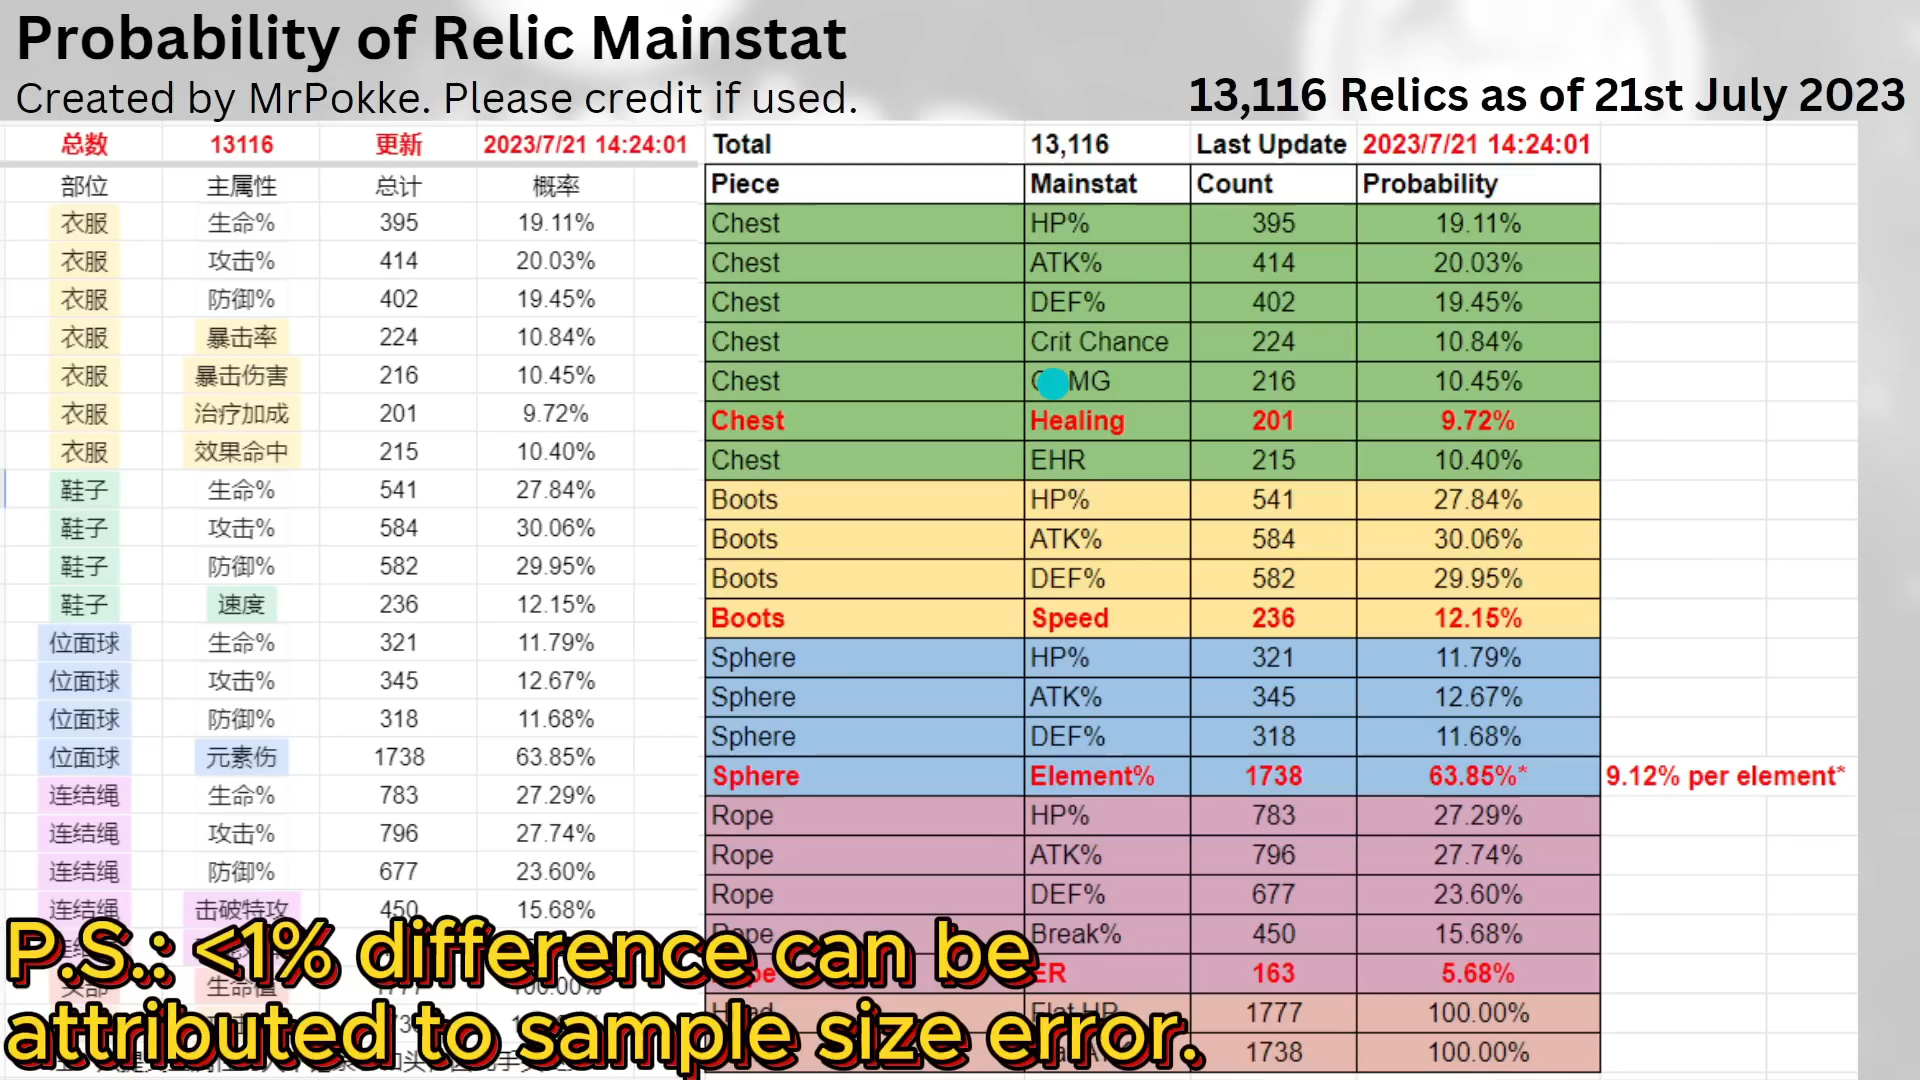 Probability of Relic Mainstat
Created by MrPokke. Please credit if used.
13,116 Relics as of 21st July 2023
总数 13116 更新 2023/7/21 14:24:01
部位 主属性 总计 概率
衣服 生命% 395 19.11%
衣服 攻击% 414 20.03%
衣服 防御% 402 19.45%
衣服 暴击率 224 10.84%
衣服 暴击伤害 216 10.45%
衣服 治疗加成 201 9.72%
衣服 效果命中 215 10.40%
鞋子 生命% 541 27.84%
鞋子 攻击% 584 30.06%
鞋子 防御% 582 29.95%
鞋子 速度 236 12.15%
位面球 生命% 321 11.79%
位面球 攻击% 345 12.67%
位面球 防御% 318 11.68%
位面球 元素伤 1738 63.85%
连结绳 生命% 783 27.29%
连结绳 攻击% 796 27.74%
连结绳 防御% 677 23.60%
连结绳 击破特攻 450 15.68%
Total 13,116 Last Update 2023/7/21 14:24:01
Piece Mainstat Count Probability
Chest HP% 395 19.11%
Chest ATK% 414 20.03%
Chest DEF% 402 19.45%
Chest Crit Chance 224 10.84%
Chest 216 10.45%
Chest Healing 201 9.72%
Chest EHR 215 10.40%
Boots HP% 541 27.84%
Boots ATK% 584 30.06%
Boots DEF% 582 29.95%
Boots Speed 236 12.15%
Sphere HP% 321 11.79%
Sphere ATK% 345 12.67%
Sphere DEF% 318 11.68%
Sphere Element% 1738 63.85%* 9.12% per element*
Rope HP% 783 27.29%
Rope ATK% 796 27.74%
Rope DEF% 677 23.60%
Rope Break% 450 15.68%
ER 163 5.68%
Head Flat HP 1777 100.00%
1738 100.00%
P.S.: <1% difference can be
attributed to sample size error.